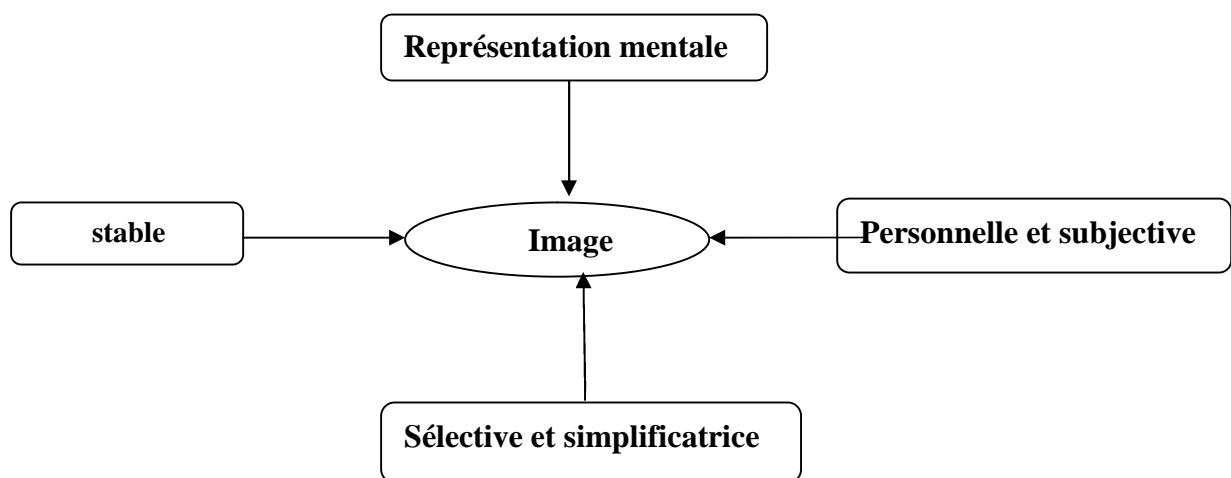 Représentation mentale
stable
Image
Personnelle et subjective
Sélective et simplificatrice